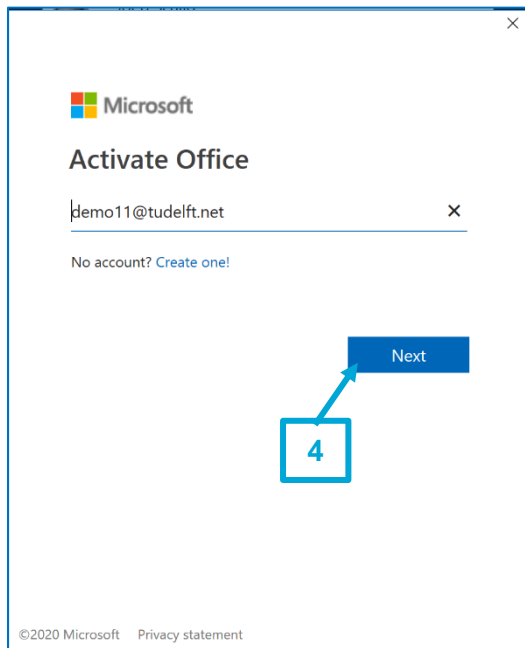 Microsoft
Activate Office
demo11@tudelft.net
No account? Create one!
Next
4
©2020 Microsoft Privacy statement